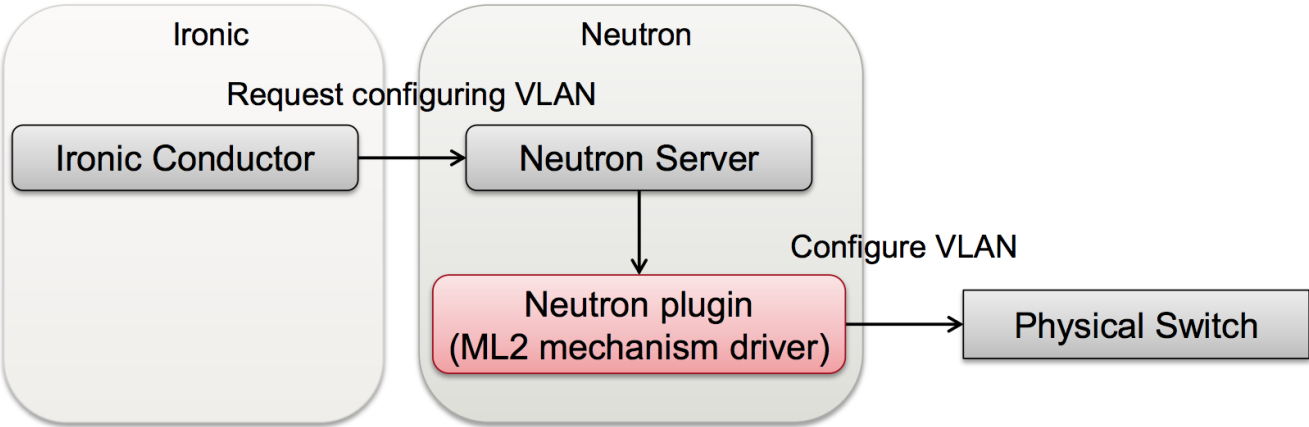 Ironic
Neutron
Request configuring VLAN
Ironic Conductor
Neutron Server
Configure VLAN
Neutron plugin
(ML2 mechanism driver)
Physical Switch